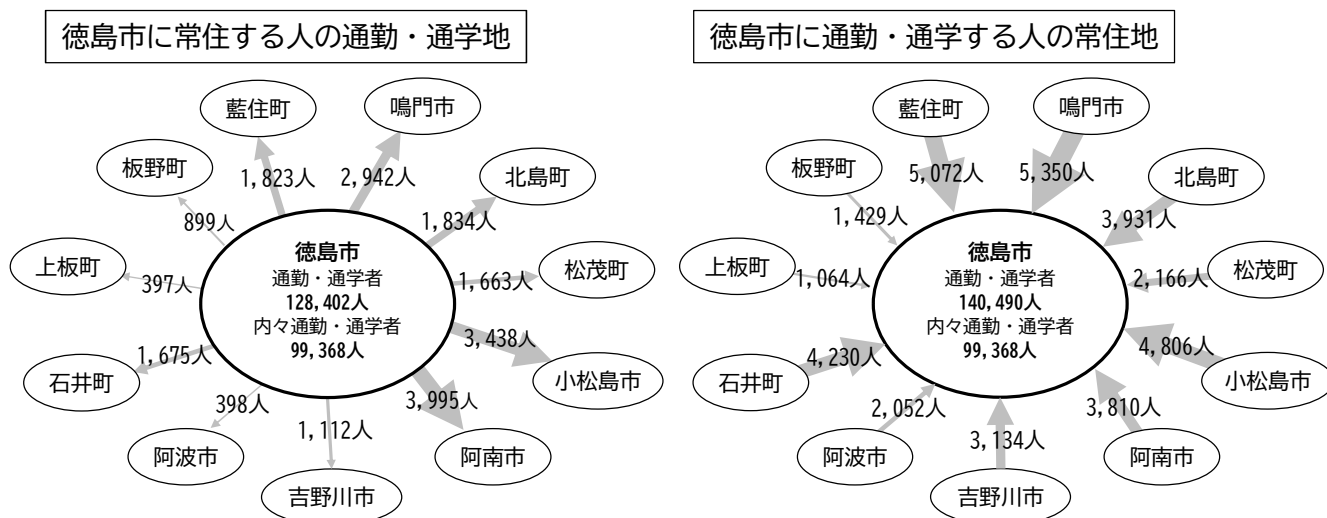 徳島市に常住する人の通勤・通学地
藍住町
鳴門市
板野町
北島町
1,823人
2,942人
899人
1,834人
上板町
397人
徳島市
通勤・通学者
128,402人
内々通勤・通学者
99,368人
1,663人
松茂町
3,438人
1,675人
石井町
小松島市
398人
3,995人
1,112人
阿波市
阿南市
吉野川市
徳島市に通勤・通学する人の常住地
藍住町
鳴門市
板野町
北島町
5,072人
5,350人
1,429人
3,931人
上板町
1,064人
徳島市
通勤・通学者
140,490人
内々通勤・通学者
99,368人
2,166人
松茂町
4,806人
4,230人
石井町
小松島市
2,052人
3,810人
3,134人
阿波市
阿南市
吉野川市